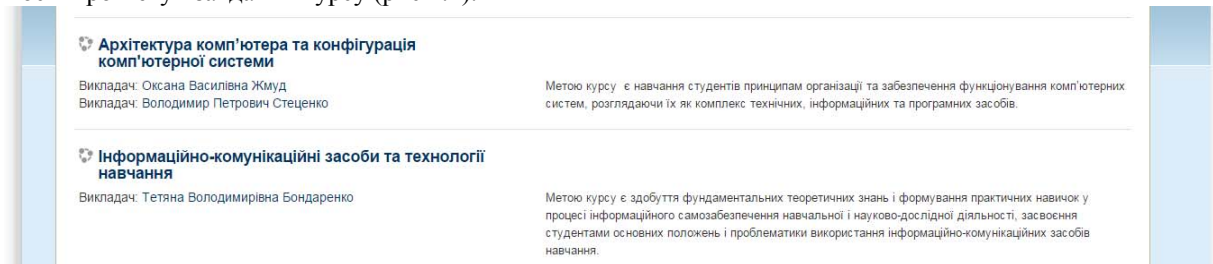 Архітектура комп'ютера та конфігурація
комп'ютерної системи
Викладач: Оксана Василівна Жмуд
Викладач: Володимир Петрович Стеценко
Метою курсу є навчання студентів принципам організації та забезпечення функціонування комп'ютерних
систем, розглядаючи їх як комплекс технічних, інформаційних та програмних засобів.
Інформаційно-комунікаційні засоби та технології
навчання
Викладач: Тетяна Володимирівна Бондаренко
Метою курсу є здобуття фундаментальних теоретичних знань і формування практичних навичок у
процесі інформаційного самозабезпечення навчальної і науково-дослідної діяльності, засвоєння
студентами основних положень і проблематики використання інформаційно-комунікаційних засобів
навчання.